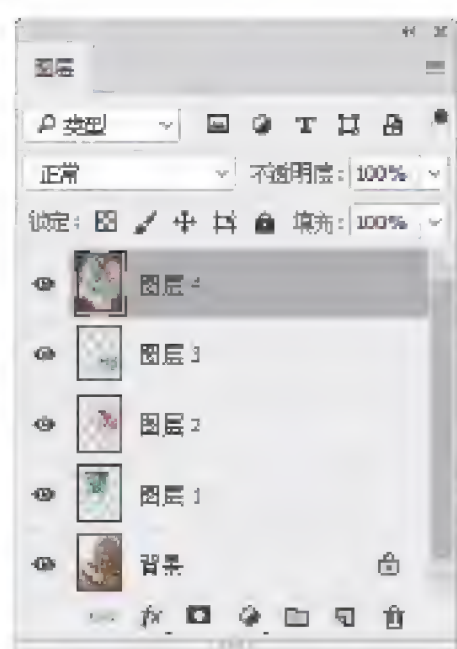 图层
类型
正常 不透明度: 100%
锁定: 填充: 100%
图层 4
图层 3
图层 2
图层 1
背景
fx